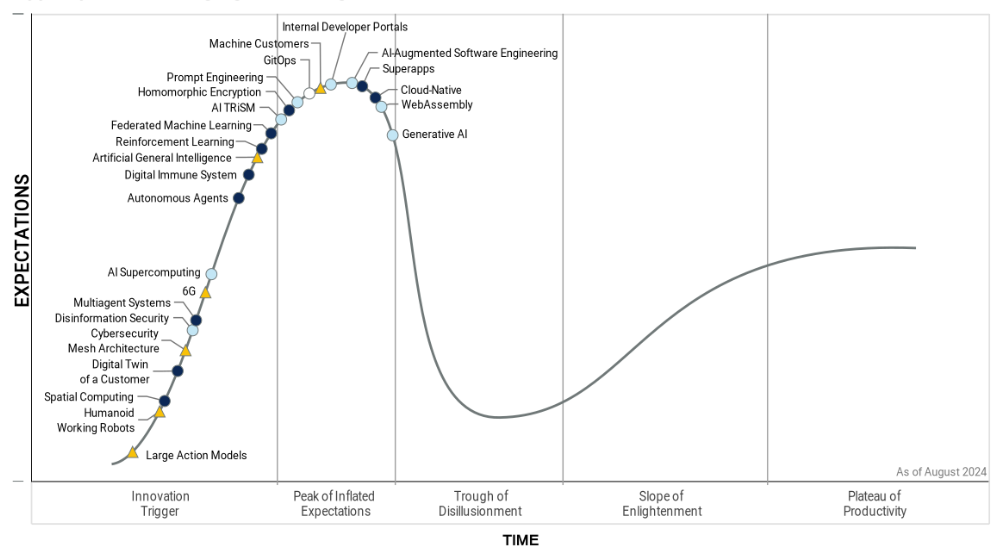 Internal Developer Portals
Machine Customers
AI-Augmented Software Engineering
GitOps
Superapps
Prompt Engineering
Homomorphic Encryption
Cloud-Native
AI TRiSM
WebAssembly
Federated Machine Learning
Generative AI
Reinforcement Learning
Artificial General Intelligence
Digital Immune System
Autonomous Agents
EXPECTATIONS
AI Supercomputing
6G
Multiagent Systems
Disinformation Security
Cybersecurity
Mesh Architecture
Digital Twin
of a Customer
Spatial Computing
Humanoid
Working Robots
Large Action Models
As of August 2024
Innovation
Trigger
Peak of Inflated
Expectations
Trough of
Disillusionment
Slope of
Enlightenment
Plateau of
Productivity
TIME